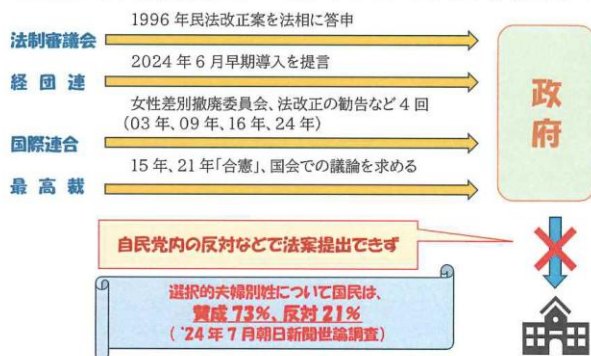 1996年民法改正案を法相に答申
法制審議会
2024年6月早期導入を提言
経団連
女性差別撤廃委員会、法改正の勧告など4回
(03年、09年、16年、24年)
国際連合
15年、21年「合憲」、国会での議論を求める
最高裁
政府
自民党内の反対などで法案提出できず
選択的夫婦別姓について国民は、
賛成73%、反対21%
('24年7月朝日新聞世論調査)